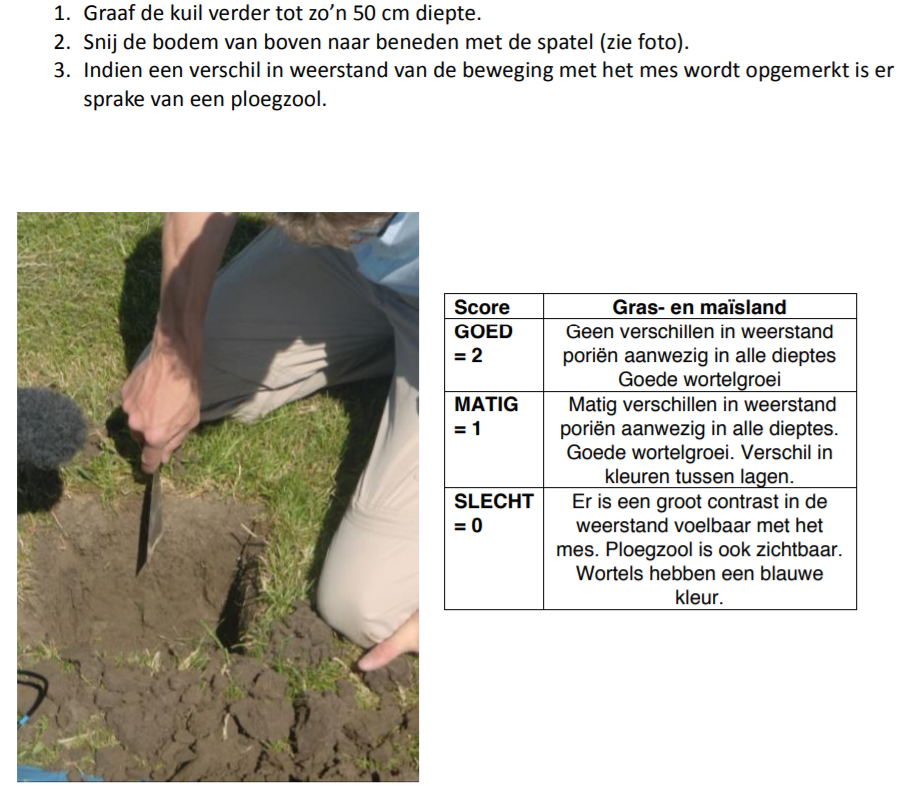 1. Graaf de kuil verder tot zo’n 50 cm diepte.
2. Snij de bodem van boven naar beneden met de spatel (zie foto).
3. Indien een verschil in weerstand van de beweging met het mes wordt opgemerkt is er
sprake van een ploegzool.
Score Gras- en maïsland
GOED
= 2
Geen verschillen in weerstand
poriën aanwezig in alle dieptes
Goede wortelgroei
MATIG
= 1
Matig verschillen in weerstand
poriën aanwezig in alle dieptes.
Goede wortelgroei. Verschil in
kleuren tussen lagen.
SLECHT
= 0
Er is een groot contrast in de
weerstand voelbaar met het
mes. Ploegzool is ook zichtbaar.
Wortels hebben een blauwe
kleur.